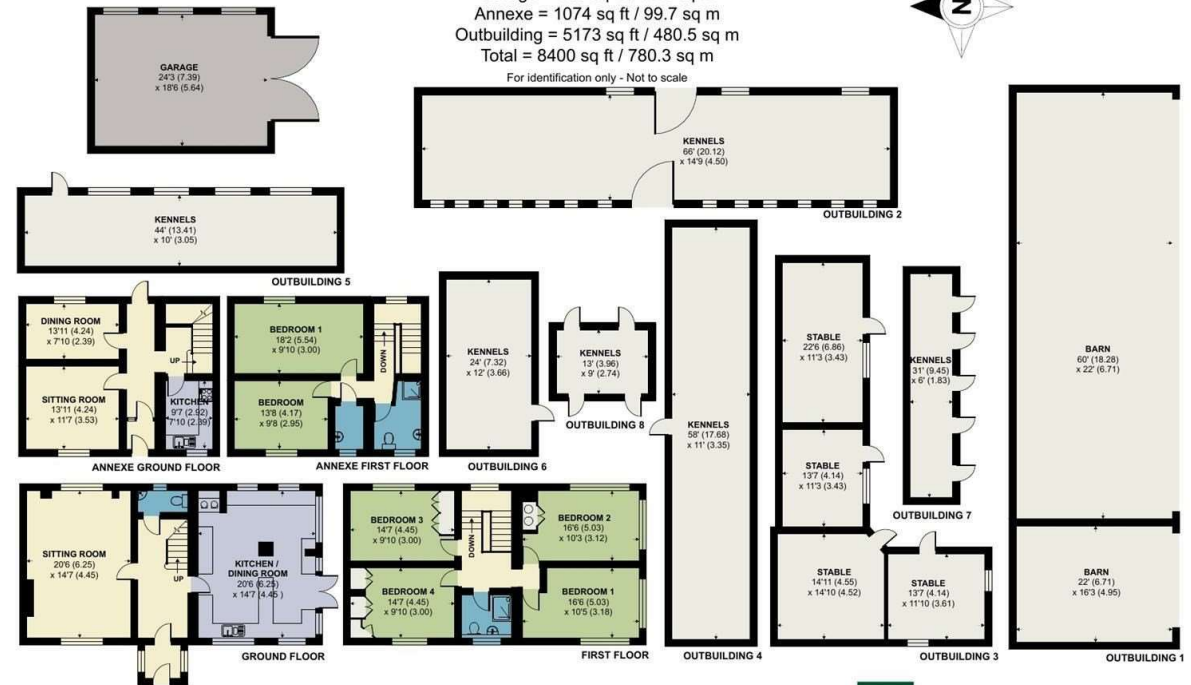 Annexe = 1074 sq ft / 99.7 sq m
Outbuilding = 5173 sq ft / 480.5 sq m
Total = 8400 sq ft / 780.3 sq m
For identification only - Not to scale
N
GARAGE
24'3 (7.39)
x 18'6 (5.64)
KENNELS
66' (20.12)
x 14'9 (4.50)
OUTBUILDING 2
KENNELS
44' (13.41)
x 10' (3.05)
OUTBUILDING 5
DINING ROOM
13'11 (4.24)
x 7'10 (2.39)
UP
SITTING ROOM
13'11 (4.24)
x 11'7 (3.53)
KITCHEN
9'7 (2.92)
7'10 (2.39)
ANNEXE GROUND FLOOR
BEDROOM 1
18'2 (5.54)
x 9'10 (3.00)
DOWN
BEDROOM
13'8 (4.17)
x 9'8 (2.95)
ANNEXE FIRST FLOOR
KENNELS
24' (7.32)
x 12' (3.66)
OUTBUILDING 6
KENNELS
13' (3.96)
x 9' (2.74)
OUTBUILDING 8
KENNELS
58' (17.68)
x 11' (3.35)
OUTBUILDING 4
STABLE
22'6 (6.86)
x 11'3 (3.43)
STABLE
13'7 (4.14)
x 11'3 (3.43)
STABLE
14'11 (4.55)
x 14'10 (4.52)
STABLE
13'7 (4.14)
x 11'10 (3.61)
OUTBUILDING 3
KENNELS
31' (9.45)
x 6' (1.83)
OUTBUILDING 7
BARN
60' (18.28)
x 22' (6.71)
BARN
22' (6.71)
x 16'3 (4.95)
OUTBUILDING 1
SITTING ROOM
20'6 (6.25)
x 14'7 (4.45)
UP
KITCHEN /
DINING ROOM
20'6 (6.25)
x 14'7 (4.45)
GROUND FLOOR
BEDROOM 3
14'7 (4.45)
x 9'10 (3.00)
DOWN
BEDROOM 2
16'6 (5.03)
x 10'3 (3.12)
BEDROOM 4
14'7 (4.45)
x 9'10 (3.00)
BEDROOM 1
16'6 (5.03)
x 10'5 (3.18)
FIRST FLOOR